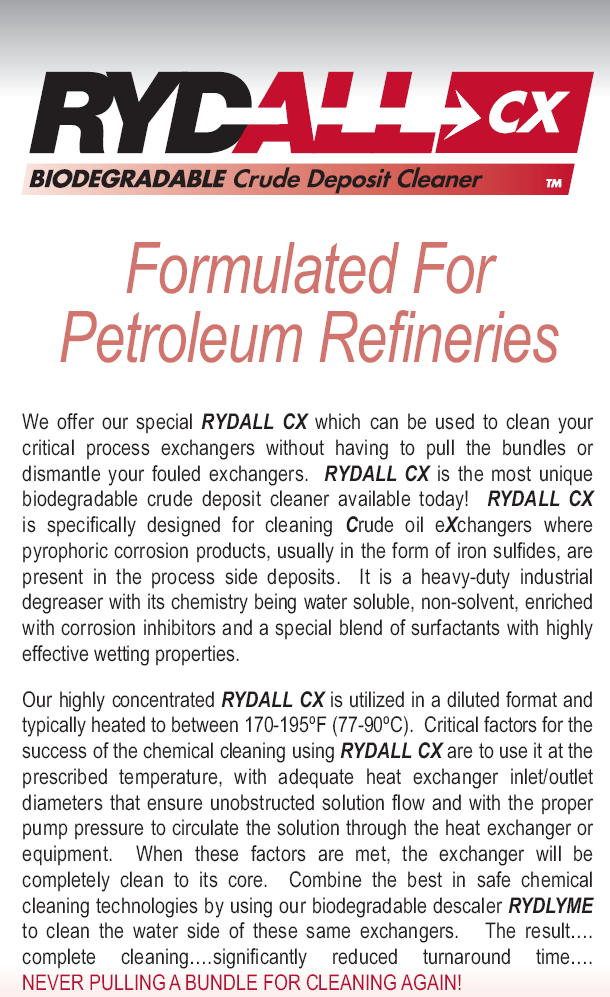 RYDALL CX
BIODEGRADABLE Crude Deposit Cleaner ™
Formulated For
Petroleum Refineries
We offer our special RYDALL CX which can be used to clean your
critical process exchangers without having to pull the bundles or
dismantle your fouled exchangers. RYDALL CX is the most unique
biodegradable crude deposit cleaner available today! RYDALL CX
is specifically designed for cleaning Crude oil eXchangers where
pyrophoric corrosion products, usually in the form of iron sulfides, are
present in the process side deposits. It is a heavy-duty industrial
degreaser with its chemistry being water soluble, non-solvent, enriched
with corrosion inhibitors and a special blend of surfactants with highly
effective wetting properties.
Our highly concentrated RYDALL CX is utilized in a diluted format and
typically heated to between 170-195ºF (77-90ºC). Critical factors for the
success of the chemical cleaning using RYDALL CX are to use it at the
prescribed temperature, with adequate heat exchanger inlet/outlet
diameters that ensure unobstructed solution flow and with the proper
pump pressure to circulate the solution through the heat exchanger or
equipment. When these factors are met, the exchanger will be
completely clean to its core. Combine the best in safe chemical
cleaning technologies by using our biodegradable descaler RYDLYME
to clean the water side of these same exchangers. The result....
complete cleaning....significantly reduced turnaround time....
NEVER PULLING A BUNDLE FOR CLEANING AGAIN!